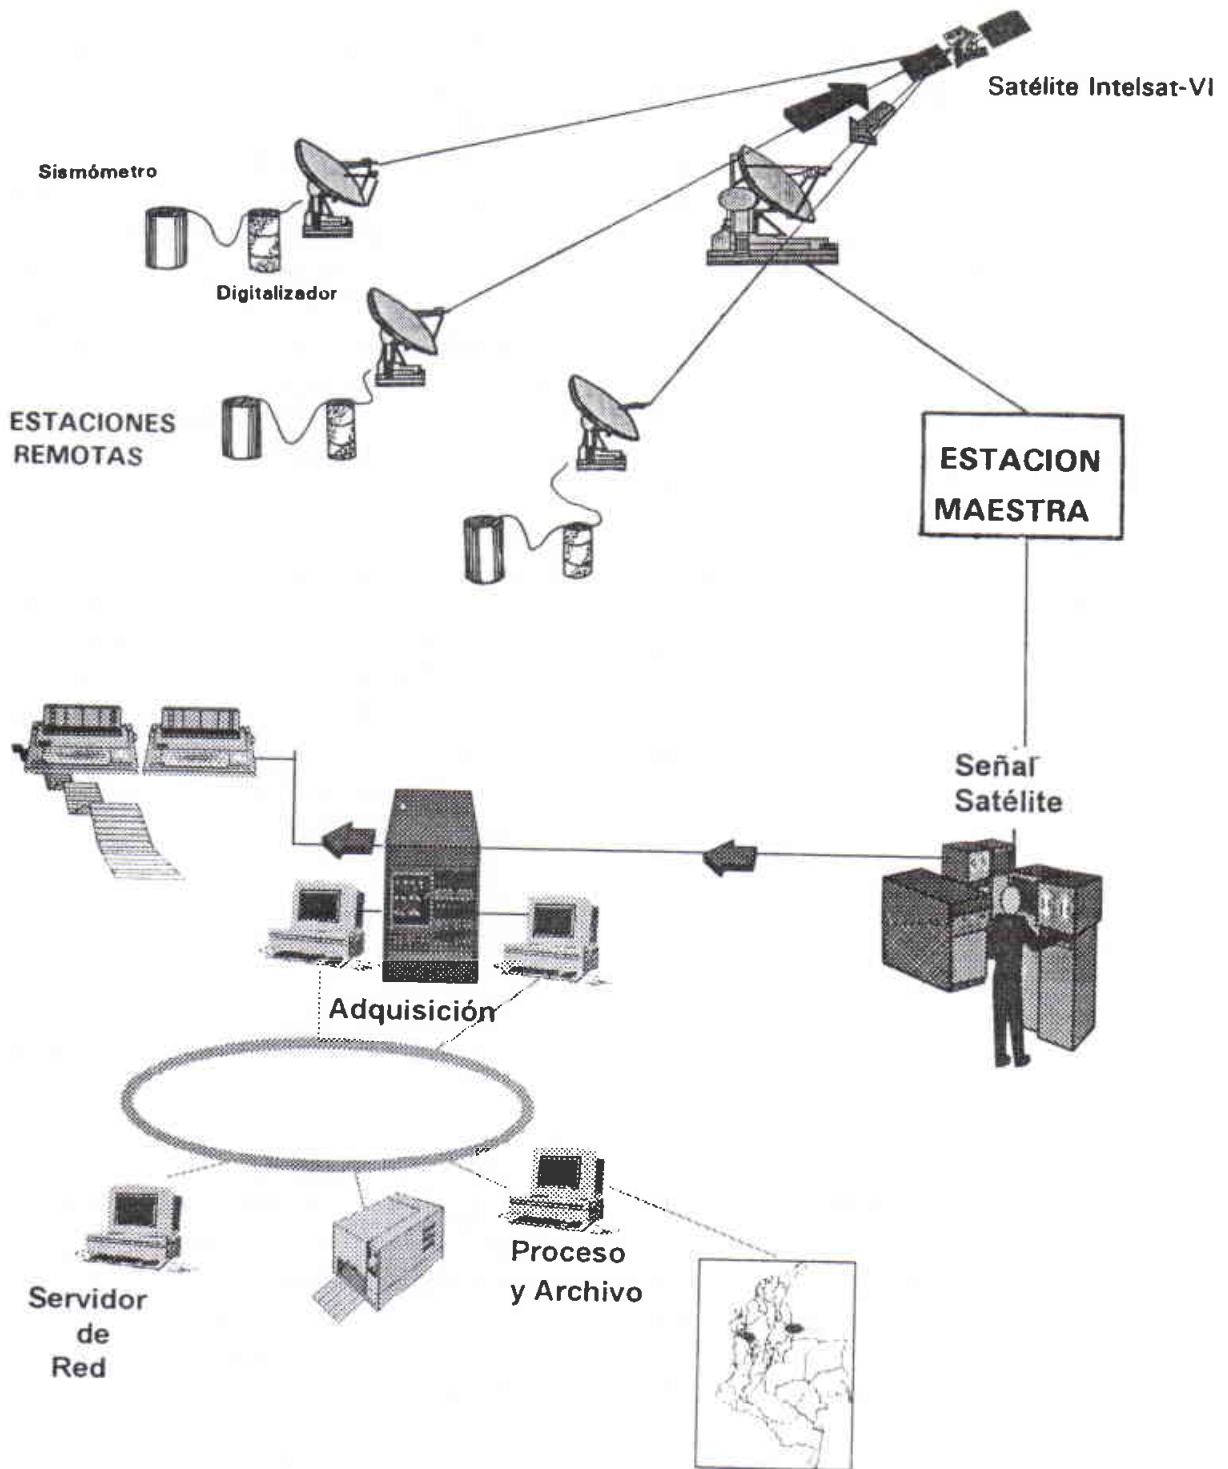 Satélite Intelsat-VI
Sismómetro
Digitalizador
ESTACIONES
REMOTAS
ESTACION
MAESTRA
Señal
Satélite
Adquisición
Proceso
y Archivo
Servidor
de
Red